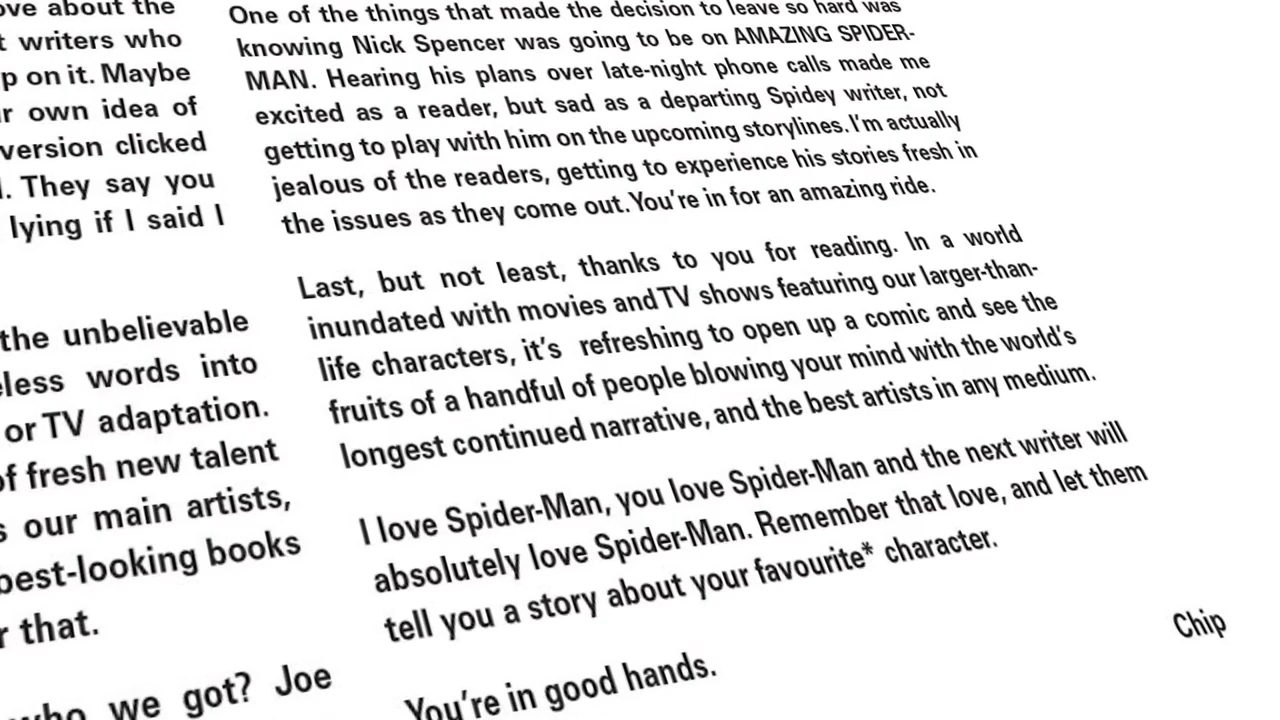 ove about the
t writers who
p on it. Maybe
r own idea of
version clicked
. They say you
lying if I said I
the unbelievable
eless words into
or TV adaptation.
of fresh new talent
s our main artists,
best-looking books
r that.
who we got? Joe
One of the things that made the decision to leave so hard was
knowing Nick Spencer was going to be on AMAZING SPIDER-
MAN. Hearing his plans over late-night phone calls made me
excited as a reader, but sad as a departing Spidey writer, not
getting to play with him on the upcoming storylines. I'm actually
jealous of the readers, getting to experience his stories fresh in
the issues as they come out. You're in for an amazing ride.
Last, but not least, thanks to you for reading. In a world
inundated with movies and TV shows featuring our larger-than-
life characters, it's refreshing to open up a comic and see the
fruits of a handful of people blowing your mind with the world's
longest continued narrative, and the best artists in any medium.
I love Spider-Man, you love Spider-Man and the next writer will
absolutely love Spider-Man. Remember that love, and let them
tell you a story about your favourite* character.
You're in good hands.
Chip